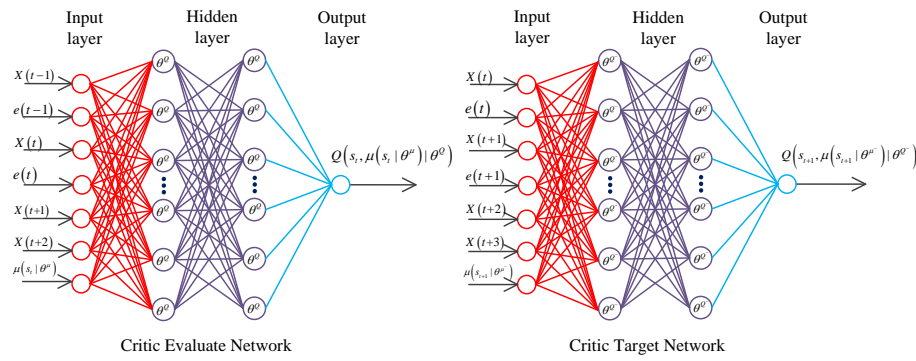 Input layer
Hidden layer
Output layer
X(t−1)
e(t−1)
X(t)
e(t)
X(t+1)
X(t+2)
μ(s_t | θ^μ)
θ^Q
θ^Q
θ^Q
θ^Q
θ^Q
θ^Q
θ^Q
θ^Q
θ^Q
θ^Q
θ^Q
θ^Q
Q(s_t, μ(s_t | θ^μ) | θ^Q)
Critic Evaluate Network
Input layer
Hidden layer
Output layer
X(t)
e(t)
X(t+1)
e(t+1)
X(t+2)
X(t+3)
μ(s_{t+1} | θ^{μ−})
θ^{Q−}
θ^{Q−}
θ^{Q−}
θ^{Q−}
θ^{Q−}
θ^{Q−}
θ^{Q−}
θ^{Q−}
θ^{Q−}
θ^{Q−}
θ^{Q−}
θ^{Q−}
Q(s_{t+1}, μ(s_{t+1} | θ^{μ−}) | θ^{Q−})
Critic Target Network